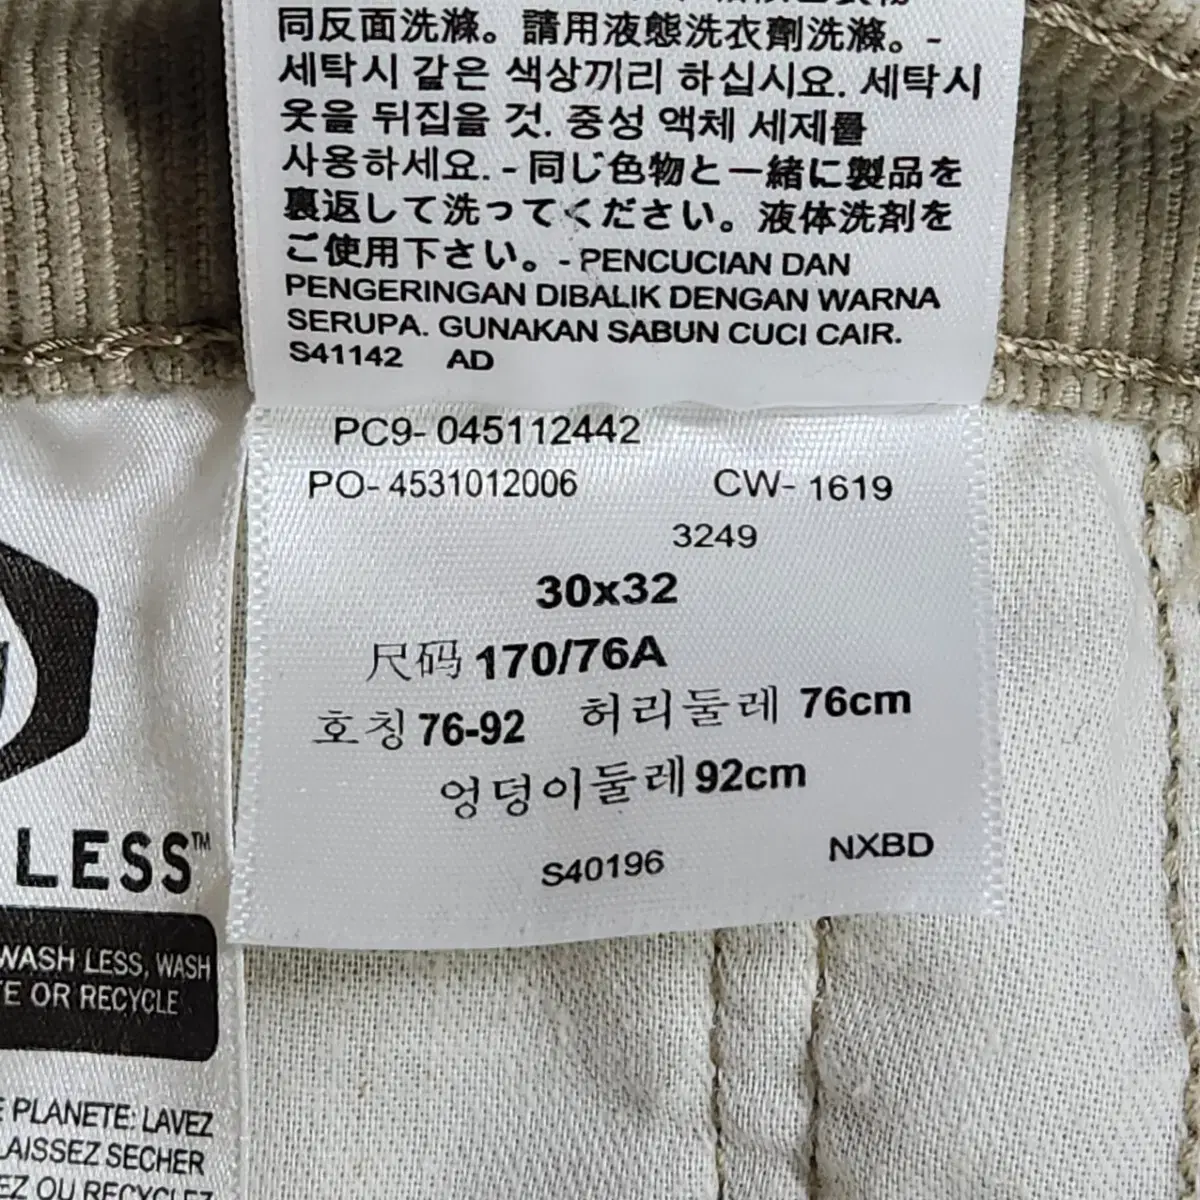 同反面洗滌。請用液態洗衣劑洗滌。-
세탁시 같은 색상끼리 하십시요. 세탁시
옷을 뒤집을 것. 중성 액체 세제를
사용하세요. - 同じ色物と一緒に製品を
裏返して洗ってください。液体洗剤を
ご使用下さい。- PENCUCIAN DAN
PENGERINGAN DIBALIK DENGAN WARNA
SERUPA. GUNAKAN SABUN CUCI CAIR.
S41142 AD
PC9- 045112442
PO- 4531012006 CW- 1619
3249
30x32
尺码 170/76A
호칭 76-92 허리둘레 76cm
엉덩이둘레 92cm
S40196 NXBD
LESS™
WASH LESS, WASH
E OR RECYCLE
PLANETE: LAVEZ
LAISSEZ SECHER
EZ OU RECYCLEZ